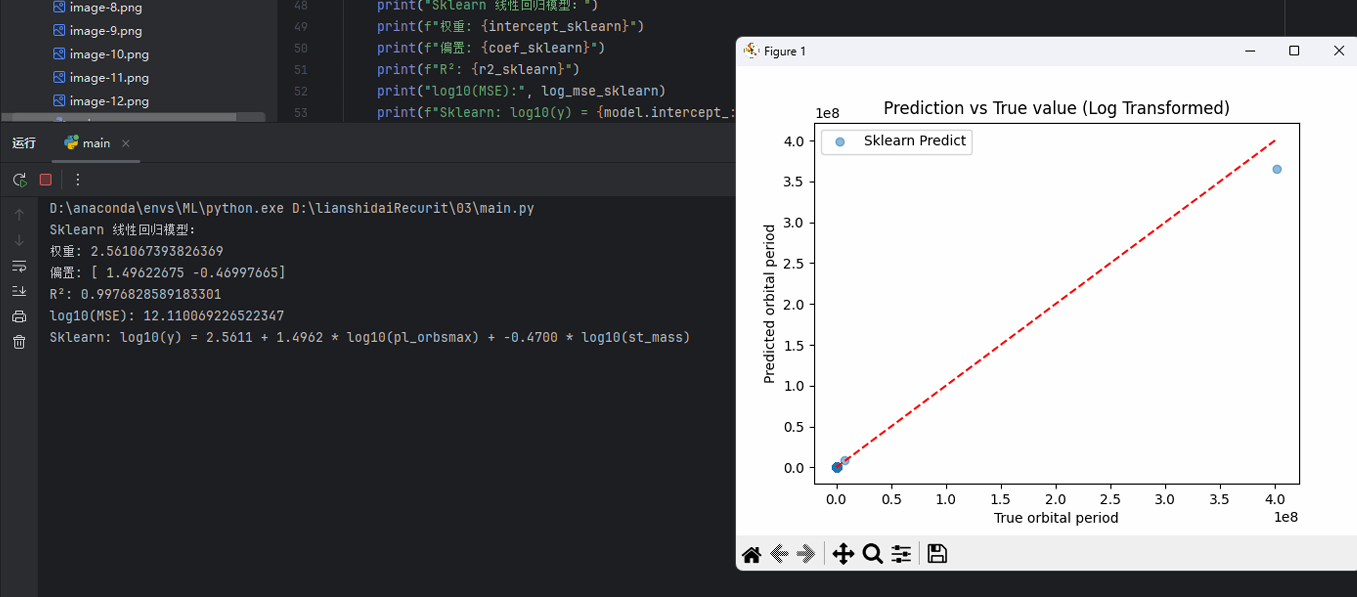 image-8.png
image-9.png
image-10.png
image-11.png
image-12.png
48 print("Sklearn 线性回归模型：")
49 print(f"权重: {intercept_sklearn}")
50 print(f"偏置: {coef_sklearn}")
51 print(f"R²: {r2_sklearn}")
52 print("log10(MSE):", log_mse_sklearn)
53 print(f"Sklearn: log10(y) = {model.intercept_:
运行 main
D:\anaconda\envs\ML\python.exe D:\lianshidaiRecurit\03\main.py
Sklearn 线性回归模型：
权重: 2.561067393826369
偏置: [ 1.49622675 -0.46997665]
R²: 0.9976828589183301
log10(MSE): 12.110069226522347
Sklearn: log10(y) = 2.5611 + 1.4962 * log10(pl_orbsmax) + -0.4700 * log10(st_mass)
Figure 1
Prediction vs True value (Log Transformed)
1e8
Sklearn Predict
4.0
3.5
3.0
2.5
2.0
1.5
1.0
0.5
0.0
Predicted orbital period
0.0 0.5 1.0 1.5 2.0 2.5 3.0 3.5 4.0
True orbital period
1e8